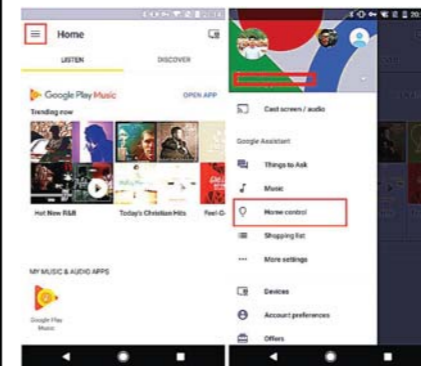 Home
LISTEN DISCOVER
Google Play Music OPEN APP
Trending now
Hot New R&B Today's Christian Hits Feel-G
MY MUSIC & AUDIO APPS
Google Play
Music
Cast screen / audio
Google Assistant
Things to Ask
Music
Home control
Shopping list
More settings
Devices
Account preferences
Offers